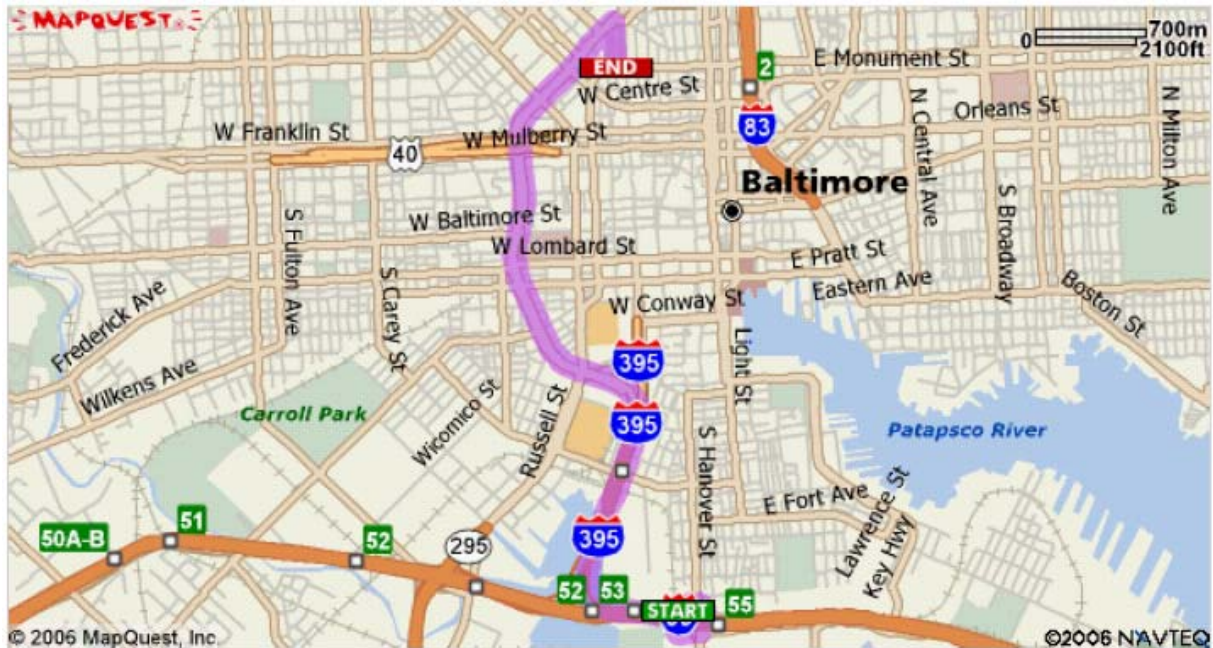 MAPQUEST
700m
0
2100ft
END
2
E Monument St
W Centre St
Orleans St
N Central Ave
N Milton Ave
W Franklin St
W Mulberry St
83
40
Baltimore
S Fulton Ave
W Baltimore St
S Broadway
W Lombard St
E Pratt St
S Carey St
Eastern Ave
Boston St
W Conway St
Frederick Ave
Light St
395
Wilkens Ave
Carroll Park
Wicomico St
Russell St
395
S Hanover St
Patapsco River
E Fort Ave
Lawrence St
Key Hwy
50A-B
51
52
295
395
52
53
START
55
© 2006 MapQuest, Inc.
©2006 NAVTEQ